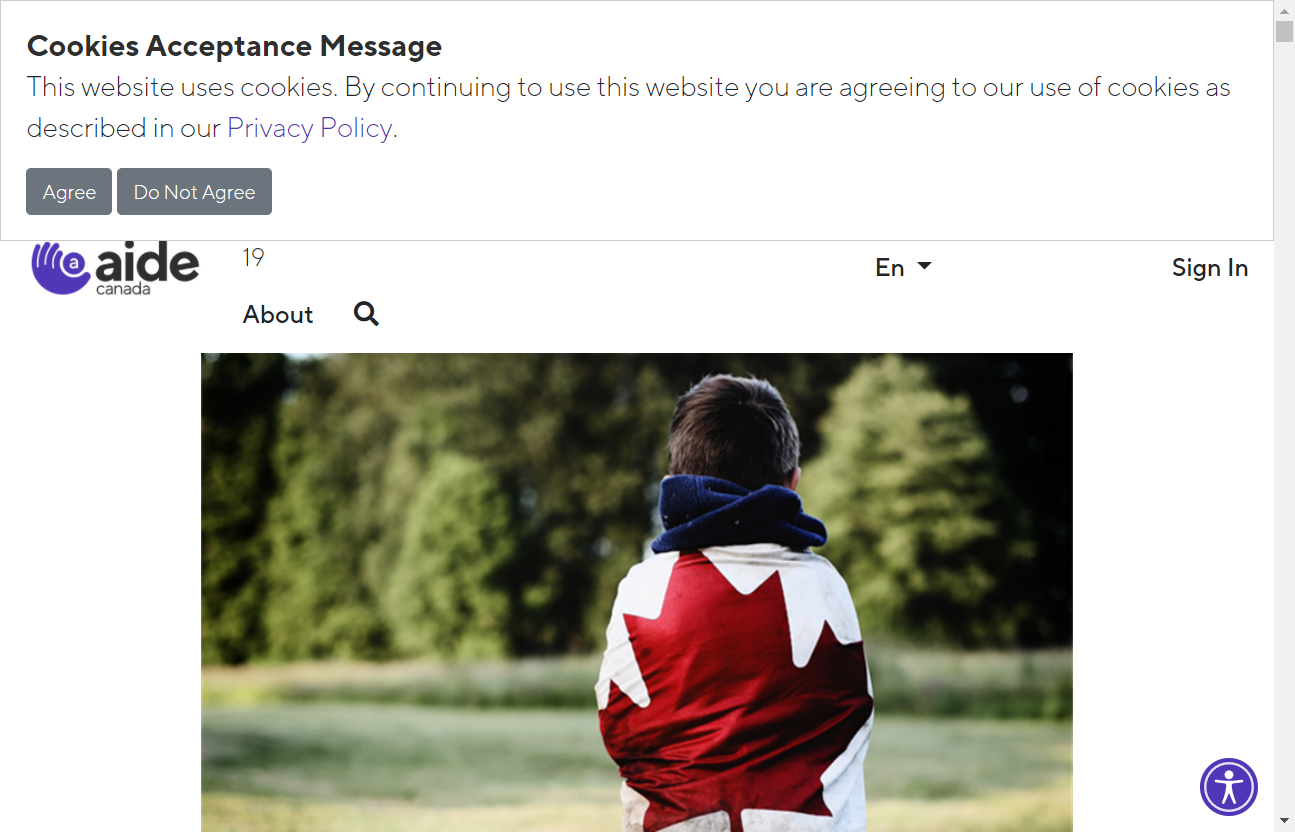 Cookies Acceptance Message
This website uses cookies. By continuing to use this website you are agreeing to our use of cookies as
described in our Privacy Policy.
Agree Do Not Agree
a aide canada
19
En
Sign In
About